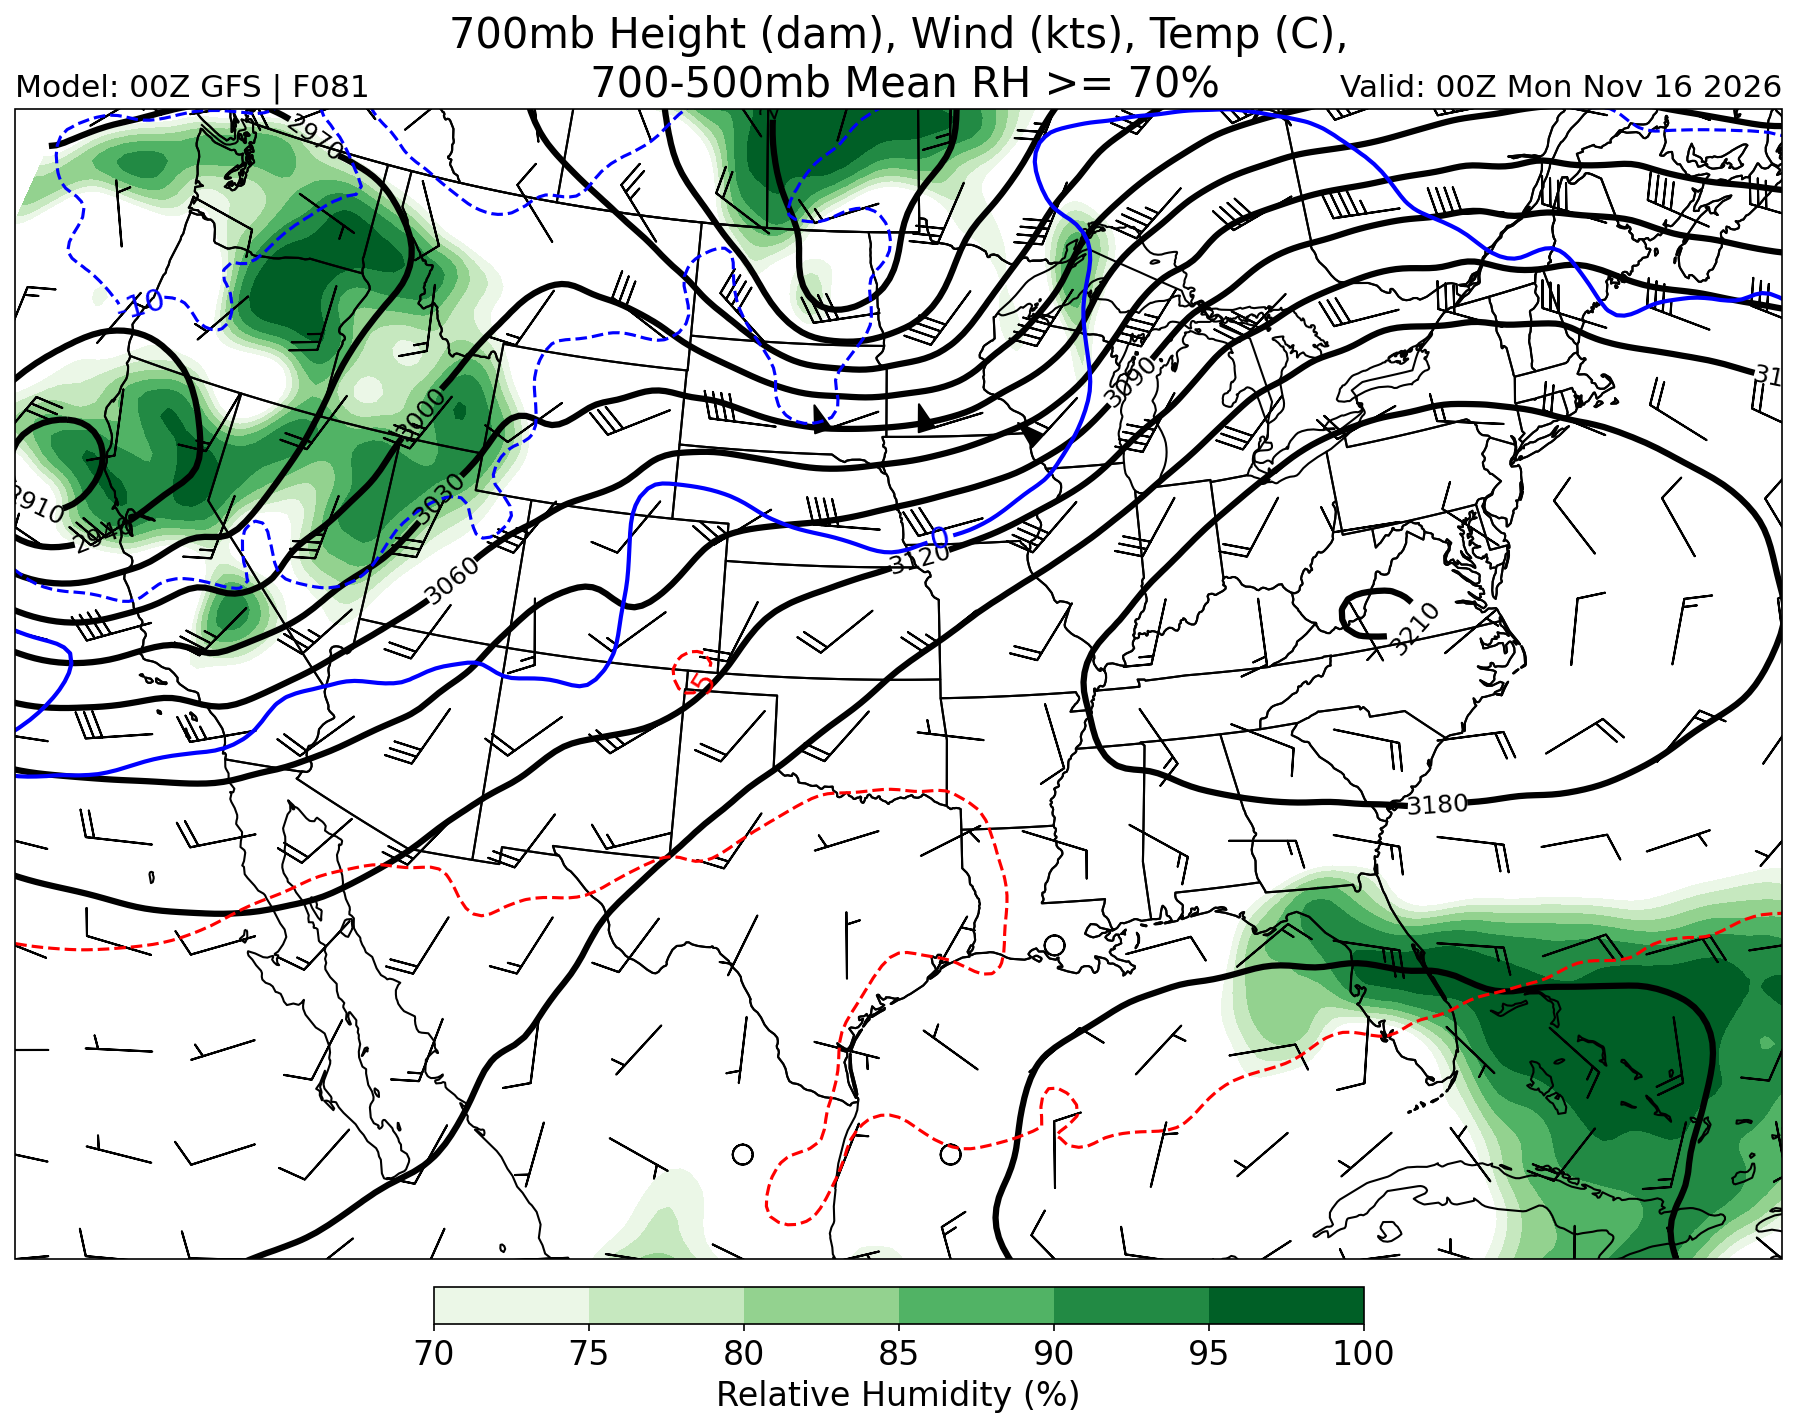 700mb Height (dam), Wind (kts), Temp (C),
700-500mb Mean RH >= 70%
Model: 00Z GFS | F081
Valid: 00Z Mon Nov 16 2026
2970
-10
3000
3090
31
2910
2940
3030
3060
0
3120
3210
15
3180
70 75 80 85 90 95 100
Relative Humidity (%)